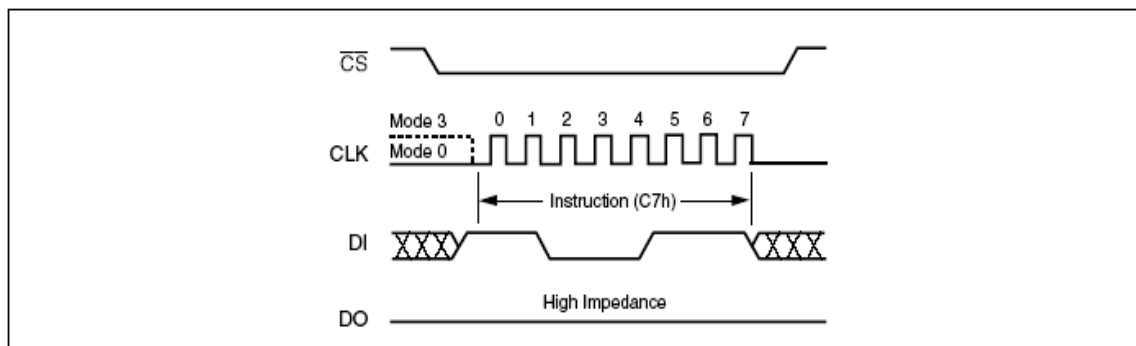 C̅S̅
Mode 3
0 1 2 3 4 5 6 7
CLK
Mode 0
Instruction (C7h)
DI
High Impedance
DO